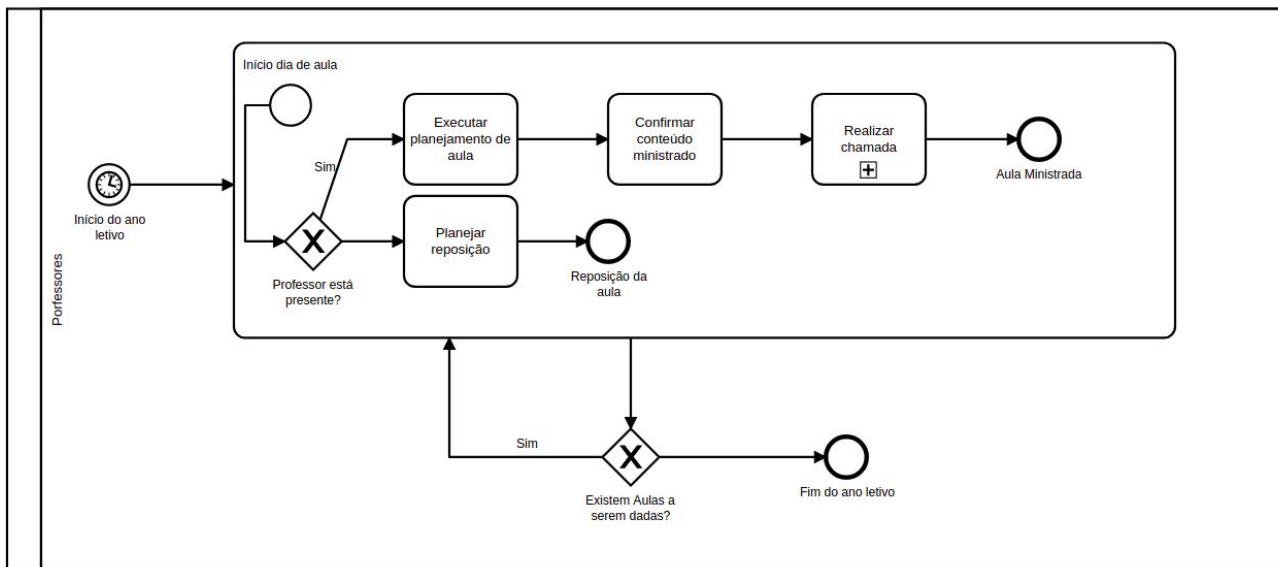 Início dia de aula
Executar
planejamento de
aula
Confirmar
conteúdo
ministrado
Realizar
chamada
Sim
Aula Ministrada
Início do ano
letivo
Planejar
reposição
Professor está
presente?
Reposição da
aula
Porfessores
Sim
Existem Aulas a
serem dadas?
Fim do ano letivo